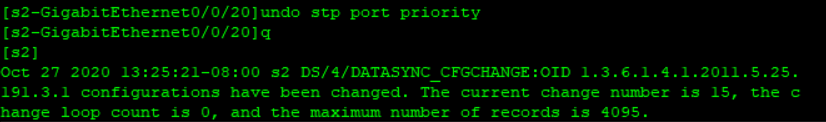 [s2-GigabitEthernet0/0/20]undo stp port priority
[s2-GigabitEthernet0/0/20]q
[s2]
Oct 27 2020 13:25:21-08:00 s2 DS/4/DATASYNC_CFGCHANGE:OID 1.3.6.1.4.1.2011.5.25.
191.3.1 configurations have been changed. The current change number is 15, the c
hange loop count is 0, and the maximum number of records is 4095.